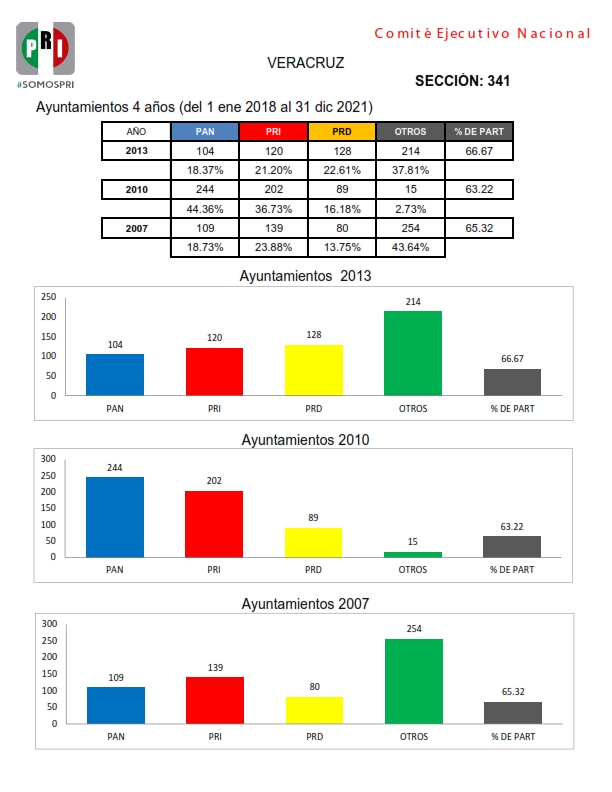 Comité Ejecutivo Nacional
PRI
#SOMOSPRI
VERACRUZ
SECCIÓN: 341
Ayuntamientos 4 años (del 1 ene 2018 al 31 dic 2021)
AÑO PAN PRI PRD OTROS % DE PART
2013 104 120 128 214 66.67
18.37% 21.20% 22.61% 37.81%
2010 244 202 89 15 63.22
44.36% 36.73% 16.18% 2.73%
2007 109 139 80 254 65.32
18.73% 23.88% 13.75% 43.64%
Ayuntamientos 2013
250
200
150
100
50
0
104 120 128 214 66.67
PAN PRI PRD OTROS % DE PART
Ayuntamientos 2010
300
250
200
150
100
50
0
244 202 89 15 63.22
PAN PRI PRD OTROS % DE PART
Ayuntamientos 2007
300
250
200
150
100
50
0
109 139 80 254 65.32
PAN PRI PRD OTROS % DE PART